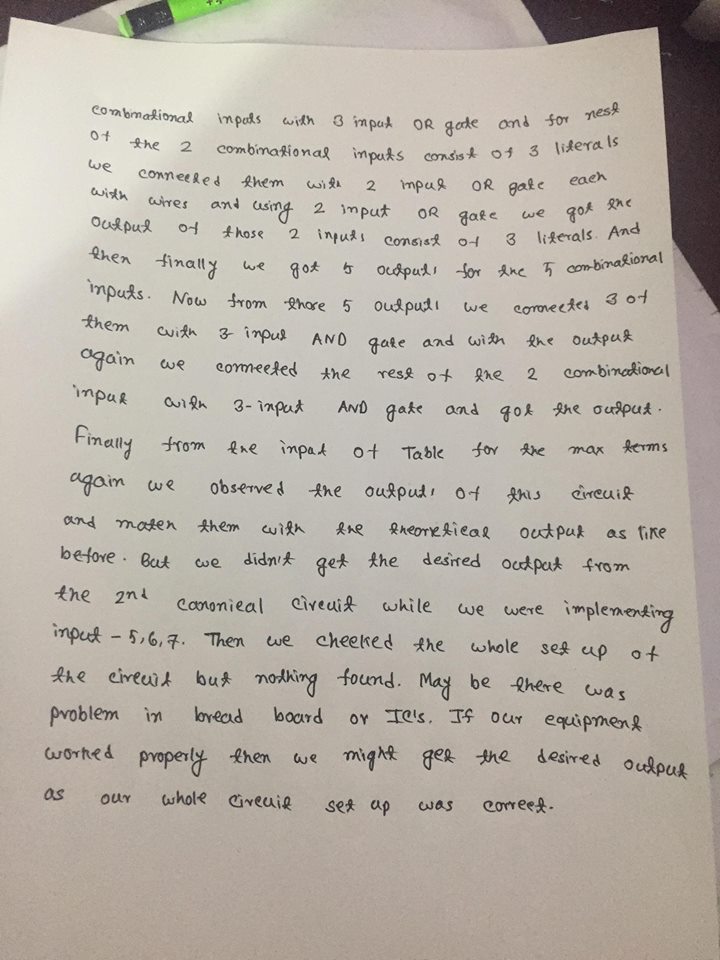 combinational inputs with 3 input OR gate and for rest
of the 2 combinational inputs consist of 3 literals
we connected them with 2 input OR gate each
with wires and using 2 input OR gate we got the
output of those 2 inputs consist of 3 literals. And
then finally we got 5 outputs for the 5 combinational
inputs. Now from those 5 outputs we connected 3 of
them with 3-input AND gate and with the output
again we connected the rest of the 2 combinational
input with 3-input AND gate and got the output.
Finally from the input of Table for the max terms
again we observed the outputs of this circuit
and match them with the theoretical output as like
before. But we didn't get the desired output from
the 2nd canonical circuit while we were implementing
input - 5,6,7. Then we checked the whole set up of
the circuit but nothing found. May be there was
problem in bread board or IC's. If our equipment
worked properly then we might get the desired output
as our whole circuit set up was correct.